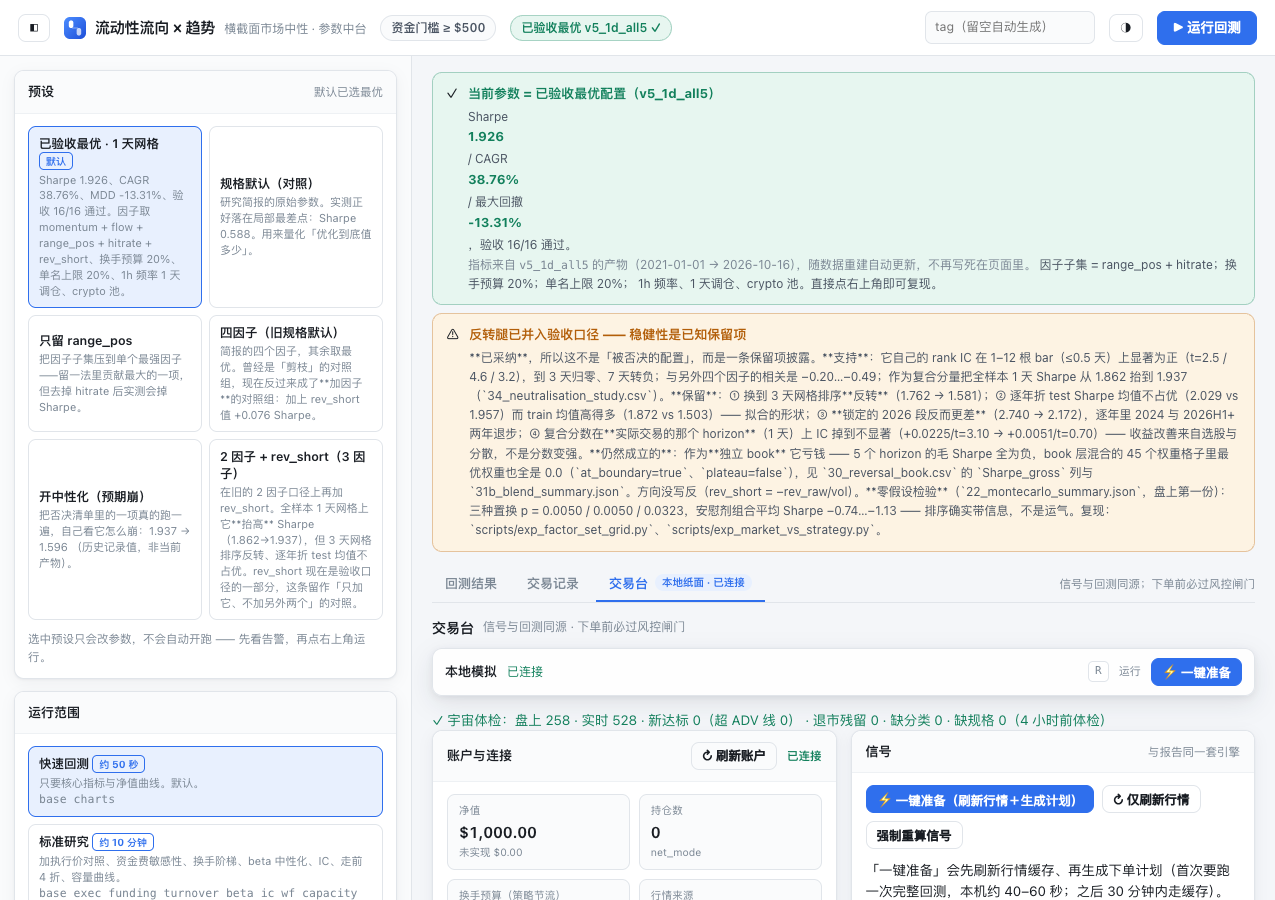 流动性流向 × 趋势 横截面市场中性 · 参数中台 资金门槛 ≥ $500 已验收最优 v5_1d_all5 ✓ tag（留空自动生成） ▶ 运行回测
预设 默认已选最优
已验收最优 · 1 天网格
默认
Sharpe 1.926、CAGR
38.76%、MDD -13.31%、验
收 16/16 通过。因子取
momentum + flow +
range_pos + hitrate +
rev_short、换手预算 20%、
单名上限 20%、1h 频率 1 天
调仓、crypto 池。
规格默认（对照）
研究简报的原始参数。实测正
好落在局部最差点：Sharpe
0.588。用来量化「优化到底值
多少」。
只留 range_pos
把因子子集压到单个最强因子
——留一法里贡献最大的一项，
但去掉 hitrate 后实测会掉
Sharpe。
四因子（旧规格默认）
简报的四个因子，其余取最
优。曾经是「剪枝」的对照
组，现在反过来成了**加因子
**的对照组：加上 rev_short
值 +0.076 Sharpe。
开中性化（预期崩）
把否决清单里的一项真的跑一
遍，自己看它怎么崩：1.937 →
1.596 （历史记录值，非当前
产物）。
2 因子 + rev_short（3 因
子）
在旧的 2 因子口径上再加
rev_short。全样本 1 天网格上
它**抬高** Sharpe
（1.862→1.937），但 3 天网格
排序反转、逐年折 test 均值不
占优。rev_short 现在是验收口
径的一部分，这条留作「只加
它、不加另外两个」的对照。
选中预设只会改参数，不会自动开跑 —— 先看告警，再点右上角运
行。
运行范围
快速回测 约 50 秒
只要核心指标与净值曲线。默认。
base charts
标准研究 约 10 分钟
加执行价对照、资金费敏感性、换手阶梯、beta 中性化、IC、走前
4 折、容量曲线。
base exec funding turnover beta ic wf capacity
✓ 当前参数 = 已验收最优配置（v5_1d_all5）
Sharpe
1.926
/ CAGR
38.76%
/ 最大回撤
-13.31%
，验收 16/16 通过。
指标来自 v5_1d_all5 的产物（2021-01-01 → 2026-10-16），随数据重建自动更新，不再写死在页面里。 因子子集 = range_pos + hitrate；换
手预算 20%；单名上限 20%； 1h 频率、1 天调仓、crypto 池。直接点右上角即可复现。
⚠ 反转腿已并入验收口径 —— 稳健性是已知保留项
**已采纳**，所以这不是「被否决的配置」，而是一条保留项披露。**支持**：它自己的 rank IC 在 1–12 根 bar（≤0.5 天）上显著为正（t=2.5 /
4.6 / 3.2），到 3 天归零、7 天转负；与另外四个因子的相关是 −0.20…−0.49；作为复合分量把全样本 1 天 Sharpe 从 1.862 抬到 1.937
（`34_neutralisation_study.csv`）。**保留**：① 换到 3 天网格排序**反转**（1.762 → 1.581）；② 逐年折 test Sharpe 均值不占优（2.029 vs
1.957）而 train 均值高得多（1.872 vs 1.503）—— 拟合的形状；③ **锁定的 2026 段反而更差**（2.740 → 2.172），逐年里 2024 与 2026H1+
两年退步；④ 复合分数在**实际交易的那个 horizon**（1 天）上 IC 掉到不显著（+0.0225/t=3.10 → +0.0051/t=0.70）—— 收益改善来自选股与
分散，不是分数变强。**仍然成立的**：作为**独立 book** 它亏钱 —— 5 个 horizon 的毛 Sharpe 全为负，book 层混合的 45 个权重格子里最
优权重也全是 0.0（`at_boundary=true`、`plateau=false`），见 `30_reversal_book.csv` 的 `Sharpe_gross` 列与
`31b_blend_summary.json`。方向没写反（rev_short = −rev_raw/vol）。**零假设检验**（`22_montecarlo_summary.json`，盘上第一份）：
三种置换 p = 0.0050 / 0.0050 / 0.0323，安慰剂组合平均 Sharpe −0.74…−1.13 —— 排序确实带信息，不是运气。复现：
`scripts/exp_factor_set_grid.py`、`scripts/exp_market_vs_strategy.py`。
回测结果 交易记录 交易台 本地纸面 · 已连接 信号与回测同源；下单前必过风控闸门
交易台 信号与回测同源 · 下单前必过风控闸门
本地模拟 已连接 R 运行 ⚡ 一键准备
✓ 宇宙体检：盘上 258 · 实时 528 · 新达标 0（超 ADV 线 0） · 退市残留 0 · 缺分类 0 · 缺规格 0（4 小时前体检）
账户与连接 ↻ 刷新账户 已连接
净值
$1,000.00
未实现 $0.00
持仓数
0
net_mode
换手预算（策略节流）
行情来源
信号 与报告同一套引擎
⚡ 一键准备（刷新行情＋生成计划） ↻ 仅刷新行情
强制重算信号
「一键准备」会先刷新行情缓存、再生成下单计划（首次要跑
一次完整回测，本机约 40–60 秒；之后 30 分钟内走缓存）。